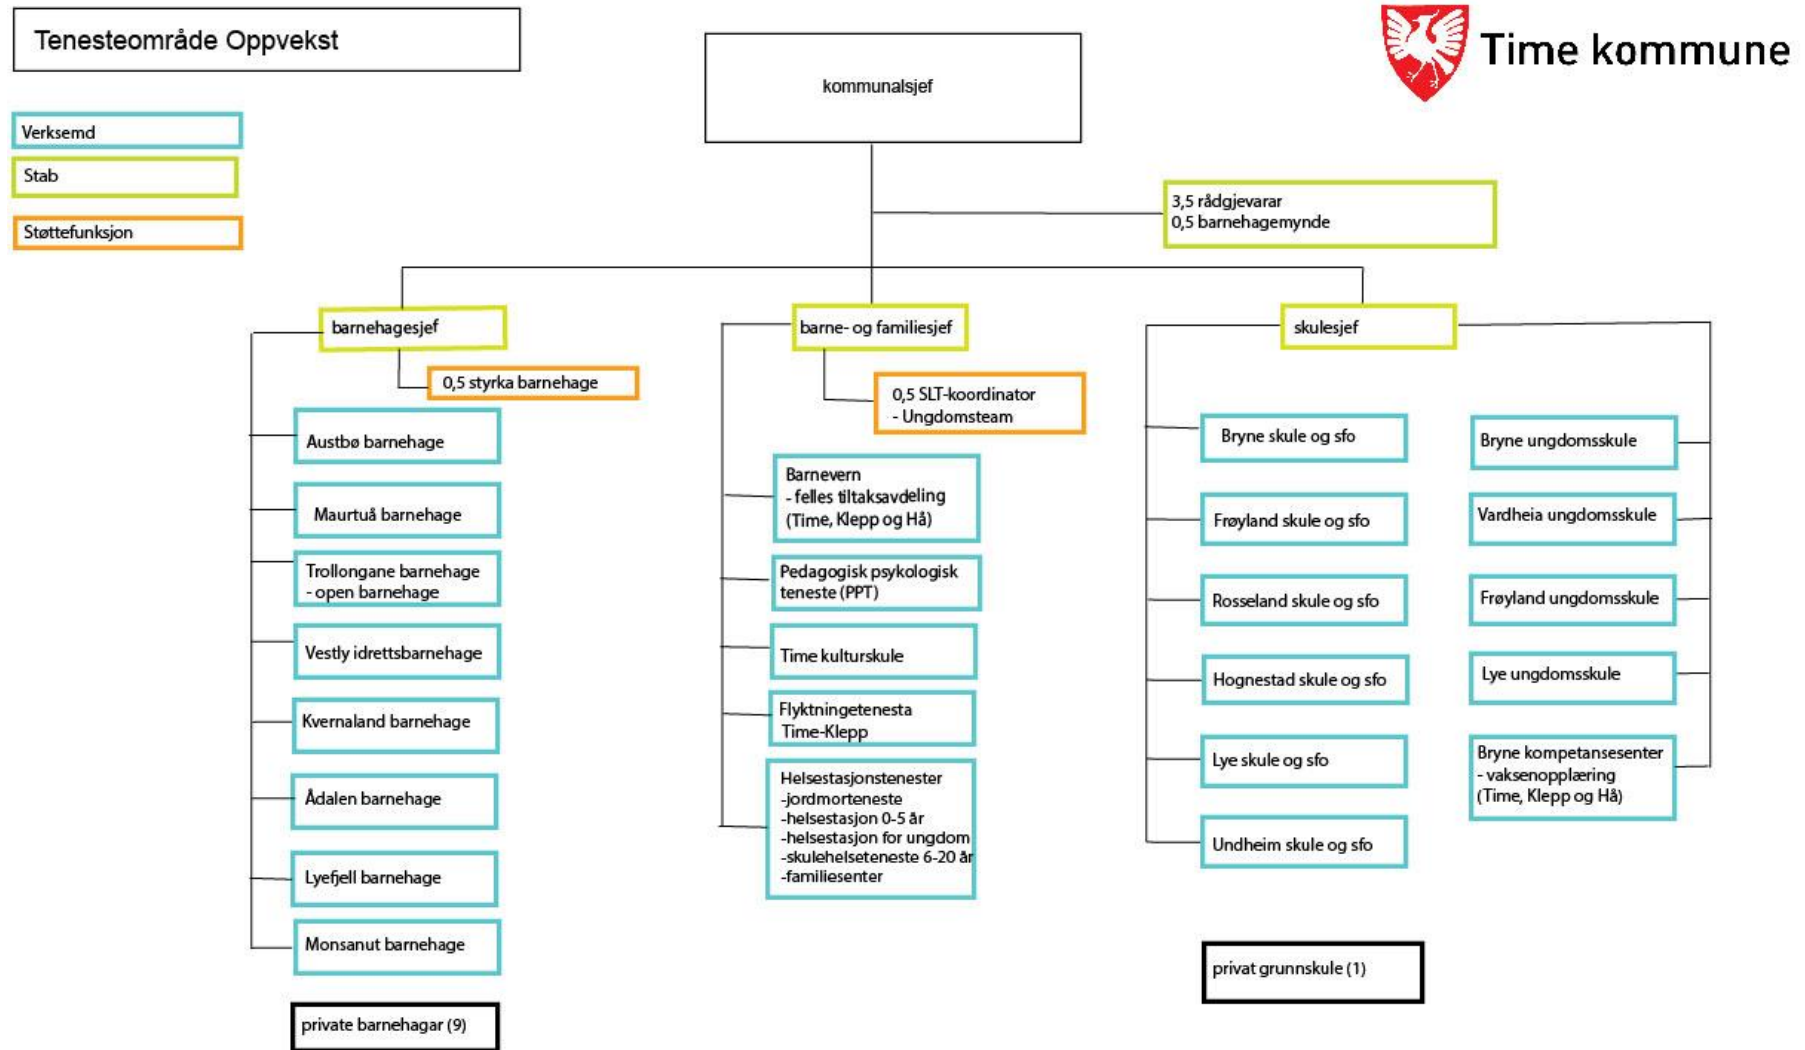 Tenesteområde Oppvekst
Time kommune
kommunalsjef
Verksemd
Stab
Støttefunksjon
3,5 rådgjevarar
0,5 barnehagemynde
barnehagesjef
0,5 styrka barnehage
Austbø barnehage
Maurtuå barnehage
Trollongane barnehage
- open barnehage
Vestly idrettsbarnehage
Kvernaland barnehage
Ådalen barnehage
Lyefjell barnehage
Monsanut barnehage
private barnehagar (9)
barne- og familiesjef
0,5 SLT-koordinator
- Ungdomsteam
Barnevern
- felles tiltaksavdeling
(Time, Klepp og Hå)
Pedagogisk psykologisk
teneste (PPT)
Time kulturskule
Flyktningetenesta
Time-Klepp
Helsestasjonstenester
-jordmorteneste
-helsestasjon 0-5 år
-helsestasjon for ungdom
-skulehelseteneste 6-20 år
-familiesenter
skulesjef
Bryne skule og sfo
Frøyland skule og sfo
Rosseland skule og sfo
Hognestad skule og sfo
Lye skule og sfo
Undheim skule og sfo
Bryne ungdomsskule
Vardheia ungdomsskule
Frøyland ungdomsskule
Lye ungdomsskule
Bryne kompetansesenter
- vaksenopplæring
(Time, Klepp og Hå)
privat grunnskule (1)